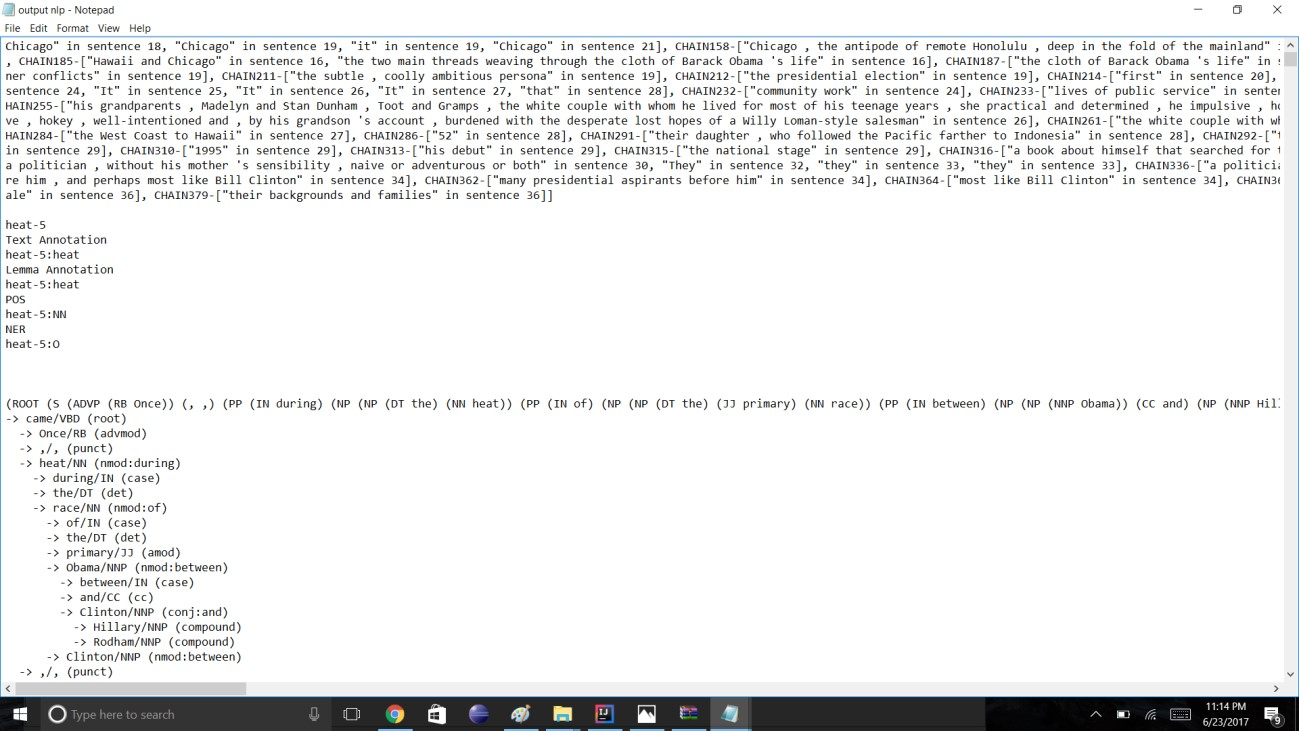 output nlp - Notepad
File Edit Format View Help
Chicago" in sentence 18, "Chicago" in sentence 19, "it" in sentence 19, "Chicago" in sentence 21], CHAIN158-["Chicago , the antipode of remote Honolulu , deep in the fold of the mainland"
, CHAIN185-["Hawaii and Chicago" in sentence 16, "the two main threads weaving through the cloth of Barack Obama 's life" in sentence 16], CHAIN187-["the cloth of Barack Obama 's life" in
ner conflicts" in sentence 19], CHAIN211-["the subtle , coolly ambitious persona" in sentence 19], CHAIN212-["the presidential election" in sentence 19], CHAIN214-["first" in sentence 20],
sentence 24, "It" in sentence 25, "It" in sentence 26, "It" in sentence 27, "that" in sentence 28], CHAIN232-["community work" in sentence 24], CHAIN233-["lives of public service" in senten
HAIN255-["his grandparents , Madelyn and Stan Dunham , Toot and Gramps , the white couple with whom he lived for most of his teenage years , she practical and determined , he impulsive , ho
ve , hokey , well-intentioned and , by his grandson 's account , burdened with the desperate lost hopes of a Willy Loman-style salesman" in sentence 26], CHAIN261-["the white couple with wh
HAIN284-["the West Coast to Hawaii" in sentence 27], CHAIN286-["52" in sentence 28], CHAIN291-["their daughter , who followed the Pacific farther to Indonesia" in sentence 28], CHAIN292-["t
in sentence 29], CHAIN310-["1995" in sentence 29], CHAIN313-["his debut" in sentence 29], CHAIN315-["the national stage" in sentence 29], CHAIN316-["a book about himself that searched for t
a politician , without his mother 's sensibility , naive or adventurous or both" in sentence 30, "They" in sentence 32, "they" in sentence 33, "they" in sentence 33], CHAIN336-["a politicia
re him , and perhaps most like Bill Clinton" in sentence 34], CHAIN362-["many presidential aspirants before him" in sentence 34], CHAIN364-["most like Bill Clinton" in sentence 34], CHAIN36
ale" in sentence 36], CHAIN379-["their backgrounds and families" in sentence 36]]
heat-5
Text Annotation
heat-5:heat
Lemma Annotation
heat-5:heat
POS
heat-5:NN
NER
heat-5:O
(ROOT (S (ADVP (RB Once)) (, ,) (PP (IN during) (NP (NP (DT the) (NN heat)) (PP (IN of) (NP (NP (DT the) (JJ primary) (NN race)) (PP (IN between) (NP (NP (NNP Obama)) (CC and) (NP (NNP Hil
-> came/VBD (root)
-> Once/RB (advmod)
-> ,/, (punct)
-> heat/NN (nmod:during)
-> during/IN (case)
-> the/DT (det)
-> race/NN (nmod:of)
-> of/IN (case)
-> the/DT (det)
-> primary/JJ (amod)
-> Obama/NNP (nmod:between)
-> between/IN (case)
-> and/CC (cc)
-> Clinton/NNP (conj:and)
-> Hillary/NNP (compound)
-> Rodham/NNP (compound)
-> Clinton/NNP (nmod:between)
-> ,/, (punct)
Type here to search
11:14 PM
6/23/2017
9